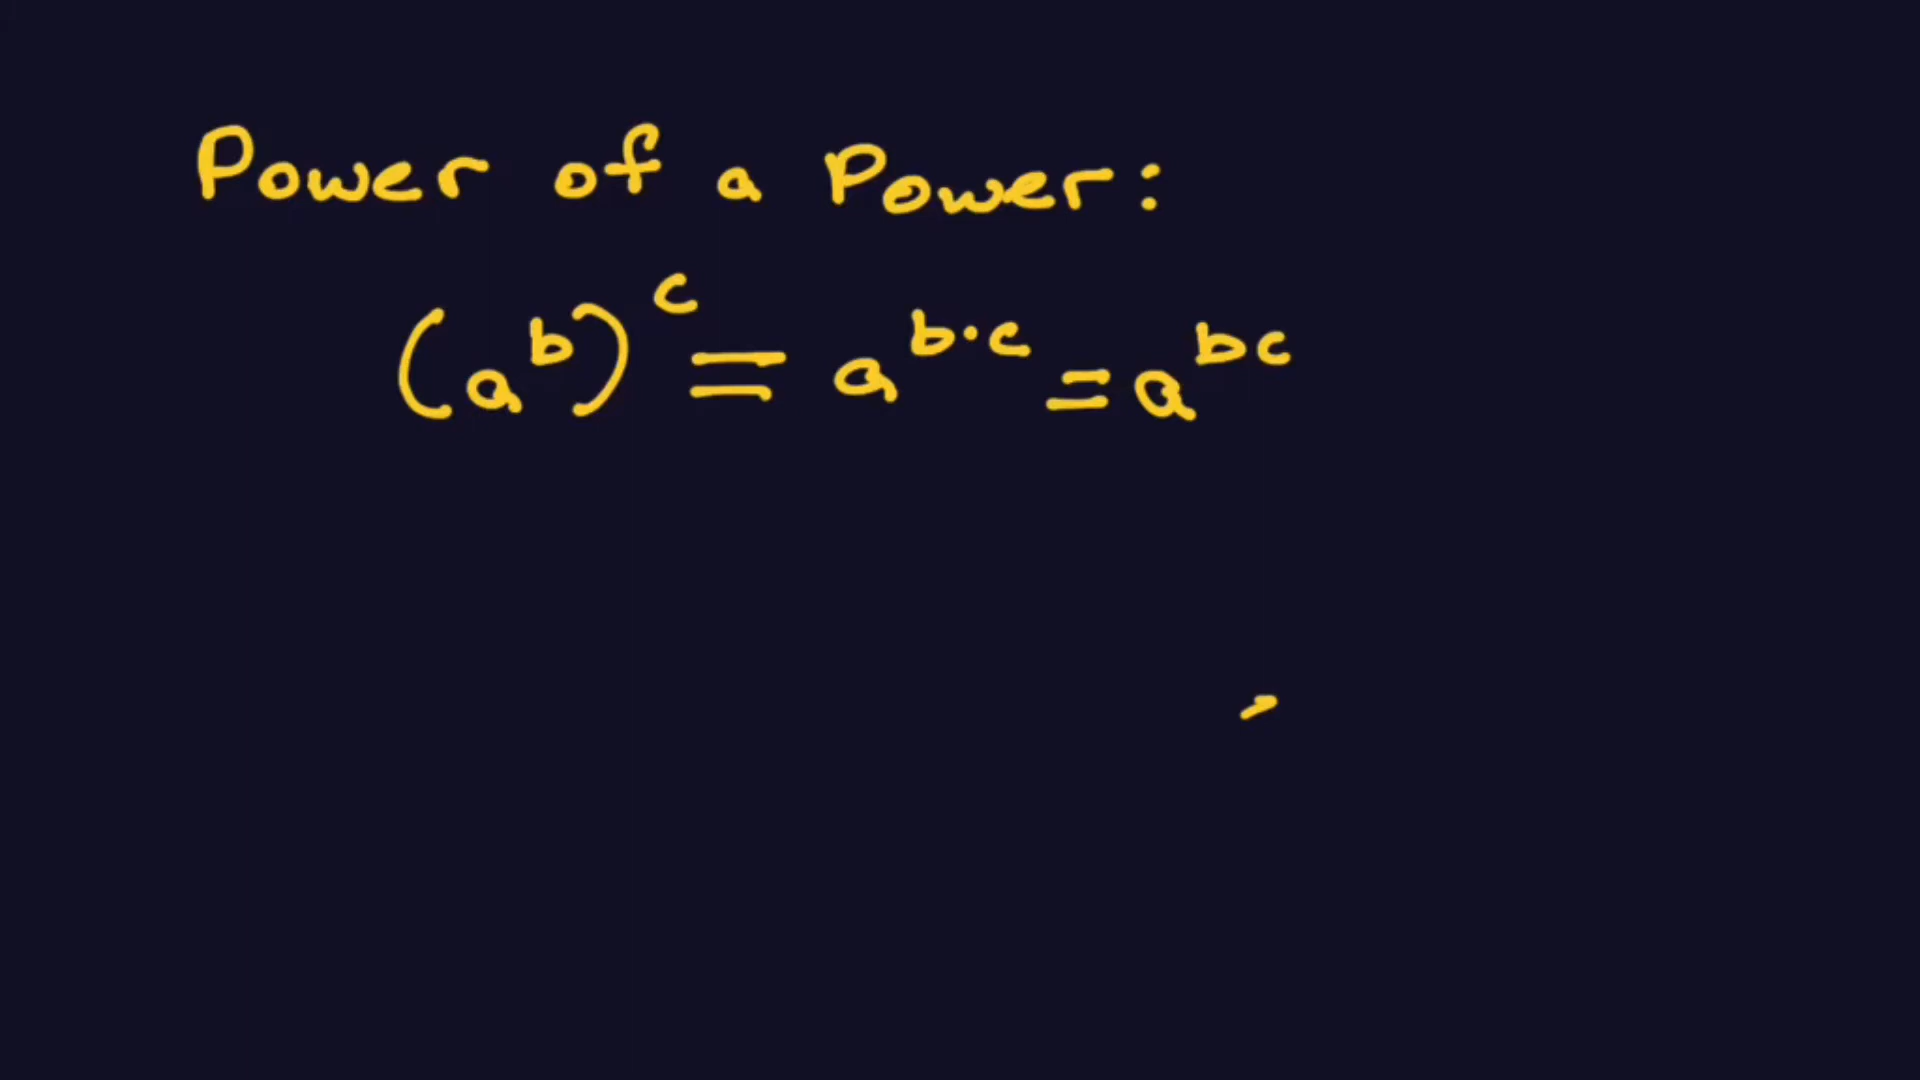 Power of a Power:
(a^b)^c = a^{b·c} = a^{bc}